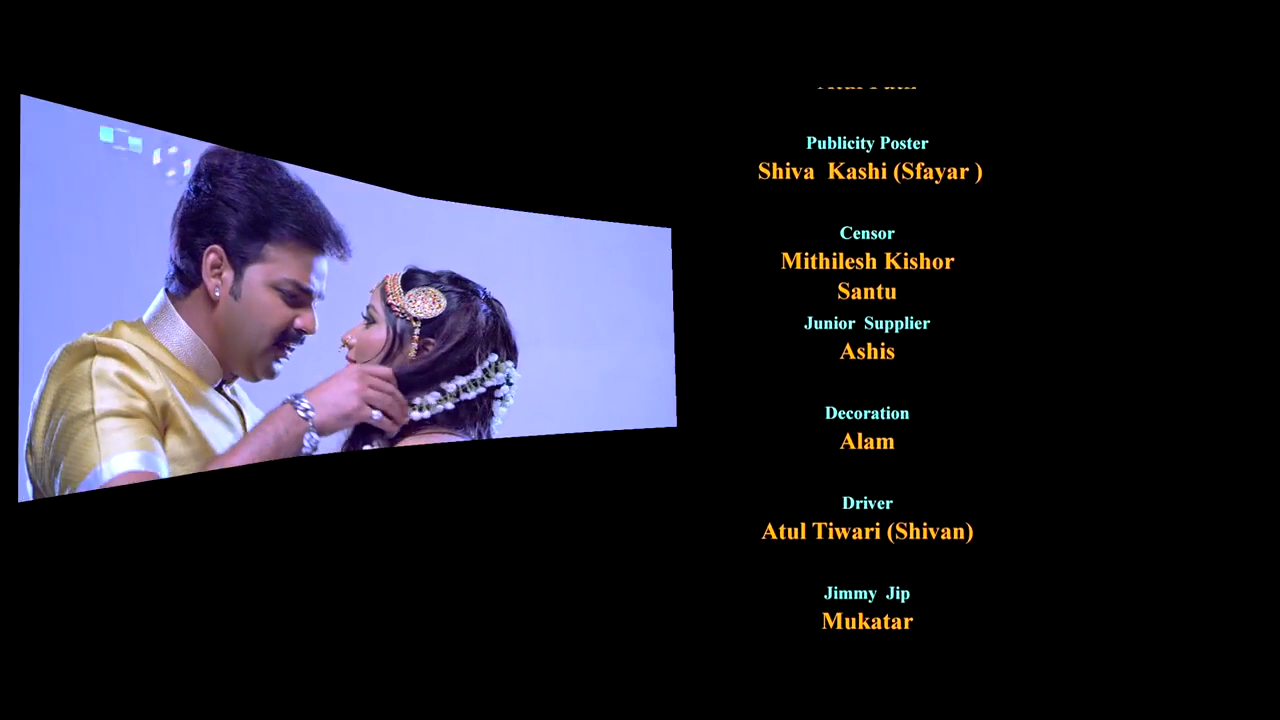 Publicity Poster
Shiva Kashi (Sfayar )
Censor
Mithilesh Kishor
Santu
Junior Supplier
Ashis
Decoration
Alam
Driver
Atul Tiwari (Shivan)
Jimmy Jip
Mukatar